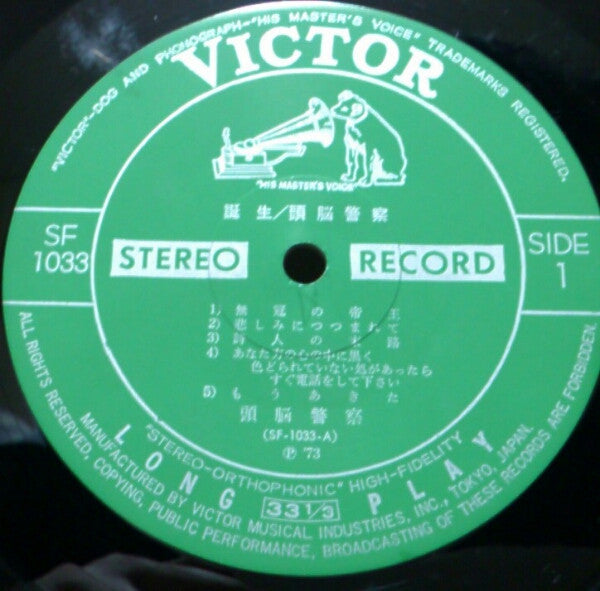 "VICTOR"–DOG AND PHONOGRAPH–"HIS MASTER'S VOICE" TRADEMARKS REGISTERED.
VICTOR
"HIS MASTER'S VOICE"
誕生/頭脳警察
SF
1033
STEREO RECORD
SIDE
1
1) 無冠の帝王
2) 悲しみにつつまれて
3) 詩人の末路
4) あなた方の心の中に黒く
色どられていない処があったら
すぐ電話をして下さい
5) もうあきた
頭脳警察
(SF-1033-A)
Ⓟ '73
"STEREO-ORTHOPHONIC" HIGH-FIDELITY
LONG 33 1/3 PLAY
MANUFACTURED BY VICTOR MUSICAL INDUSTRIES, INC., TOKYO, JAPAN.
ALL RIGHTS RESERVED, COPYING, PUBLIC PERFORMANCE, BROADCASTING OF THESE RECORDS ARE FORBIDDEN.